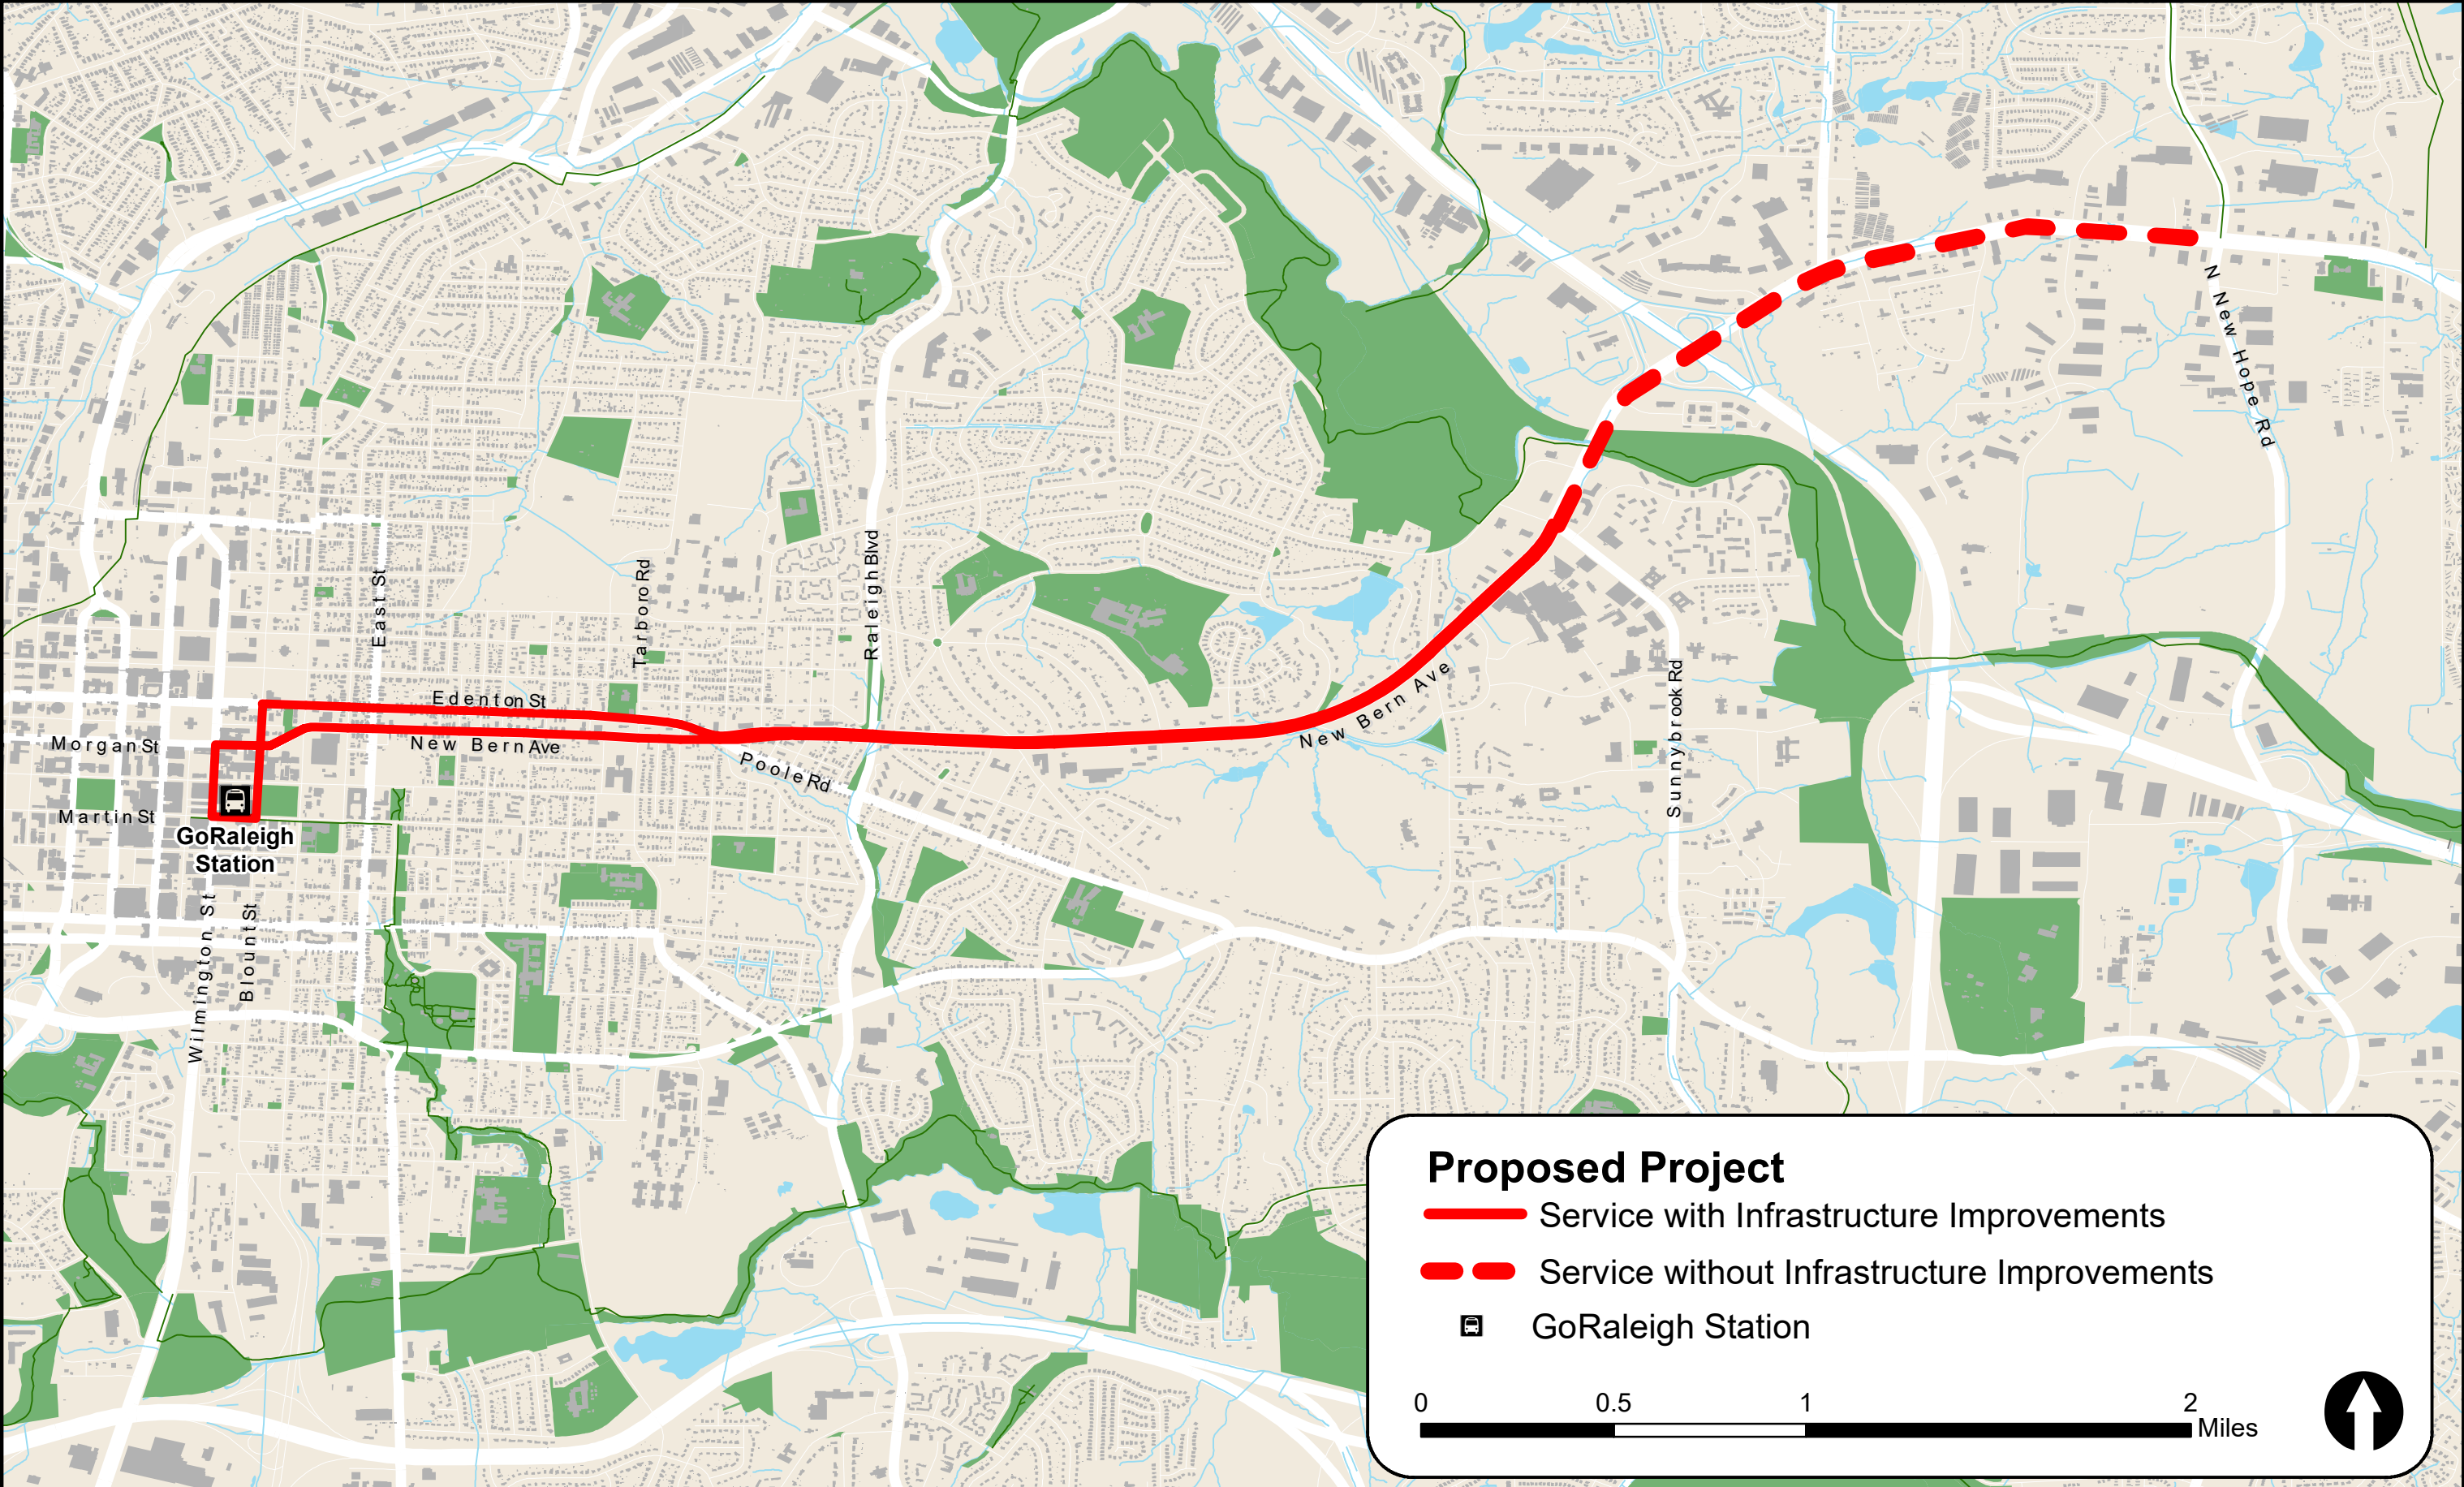 N New Hope Rd
Raleigh Blvd
East St
Tarboro Rd
Edenton St
New Bern Ave
Morgan St
New Bern Ave
Poole Rd
Sunnybrook Rd
Martin St
GoRaleigh
Station
Wilmington St
Blount St
Proposed Project
Service with Infrastructure Improvements
Service without Infrastructure Improvements
GoRaleigh Station
0 0.5 1 2
Miles